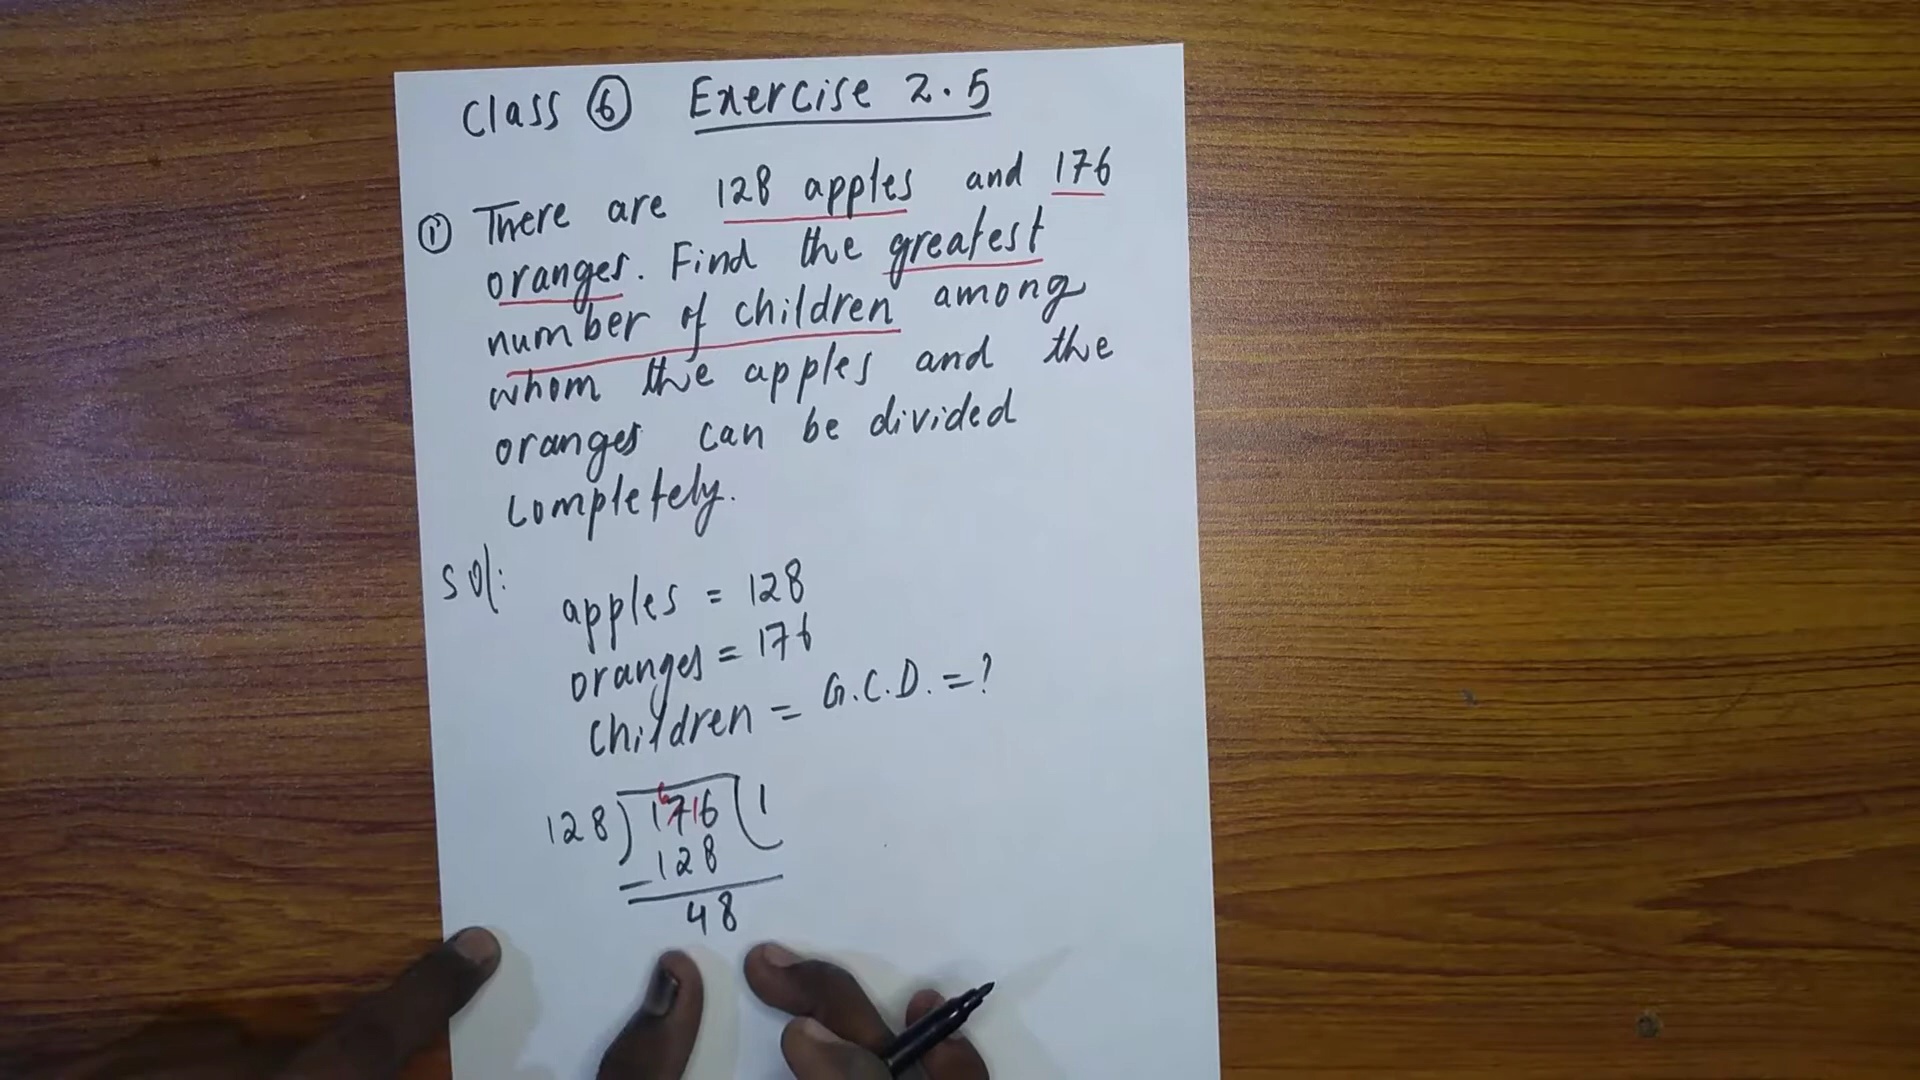 Class 6 Exercise 2.5
① There are 128 apples and 176
oranges. Find the greatest
number of children among
whom the apples and the
oranges can be divided
completely.
Sol:
apples = 128
oranges = 176
children = G.C.D. = ?
128) 176 (1
6 1
- 128
48